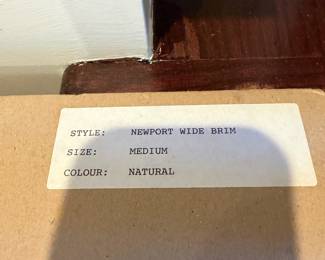 STYLE: NEWPORT WIDE BRIM
SIZE: MEDIUM
COLOUR: NATURAL